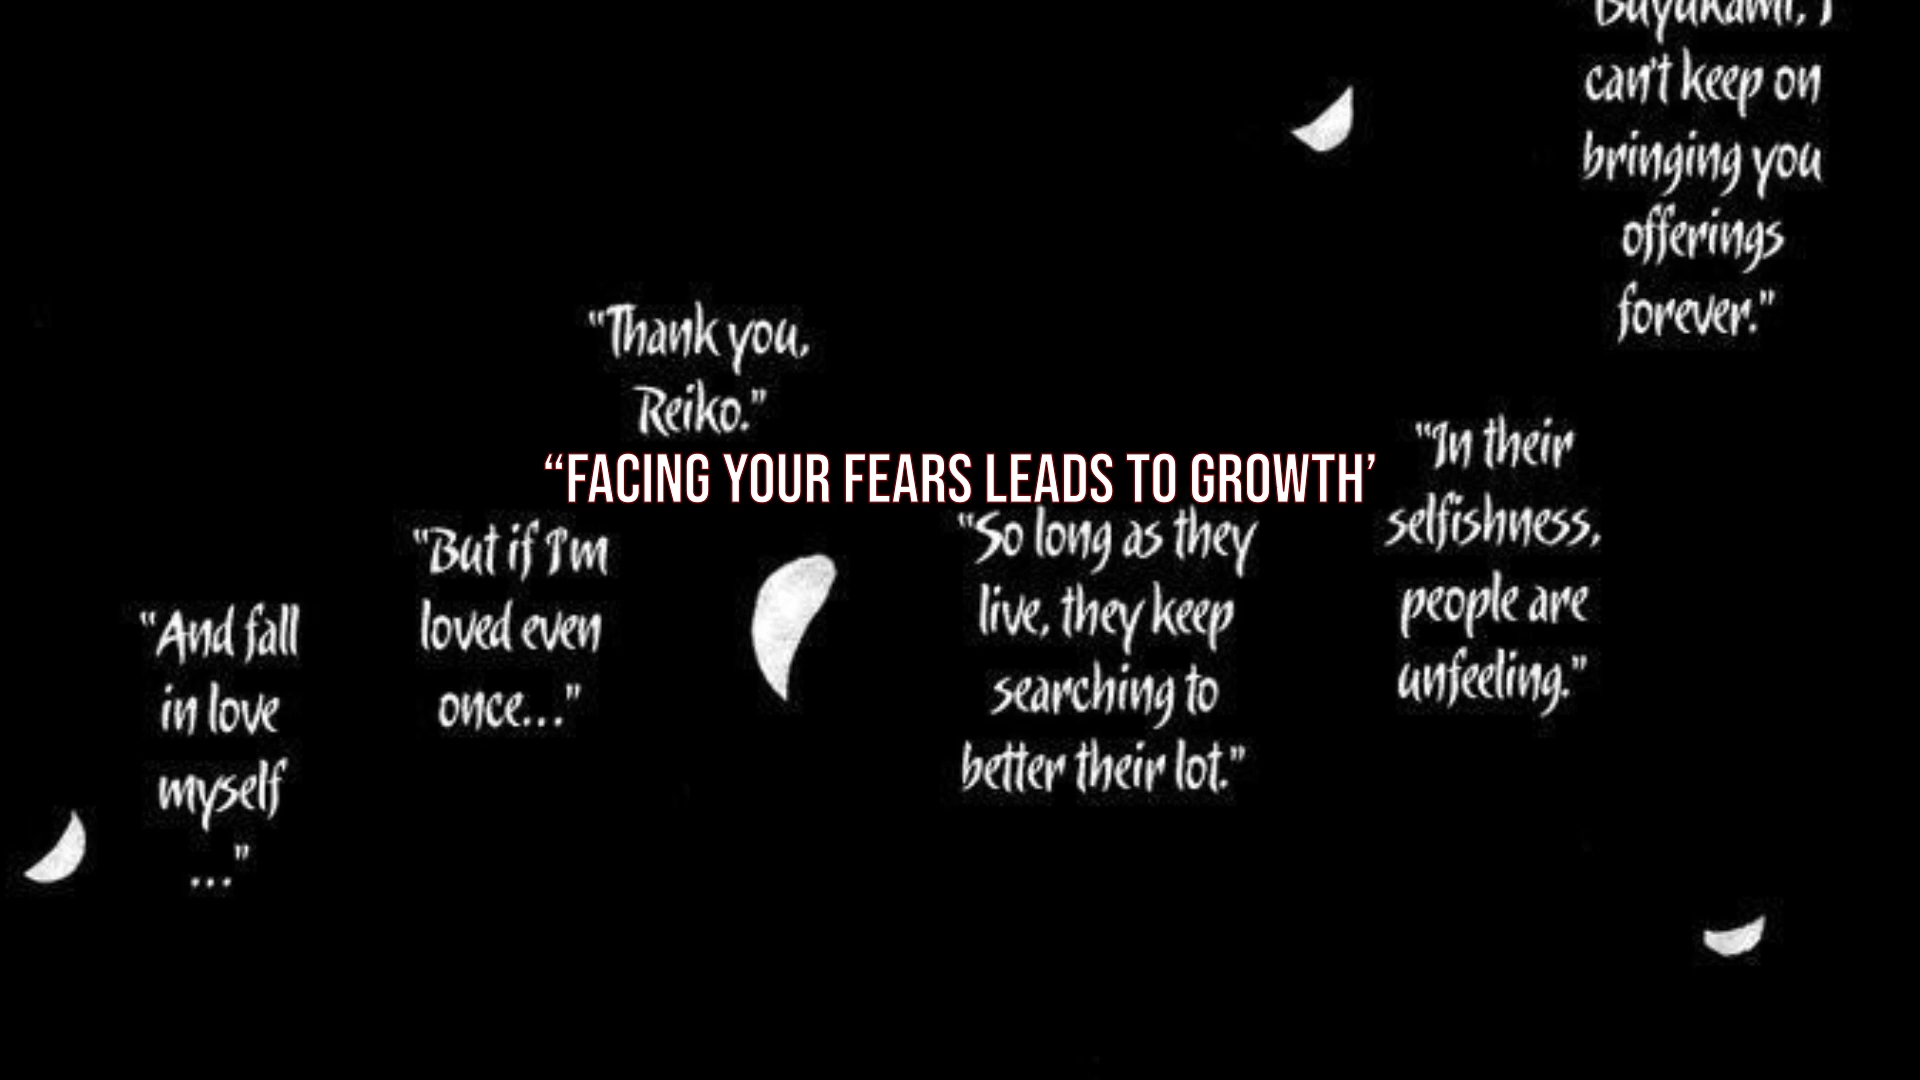 “FACING YOUR FEARS LEADS TO GROWTH’
I
can't keep on
bringing you
offerings
forever."
"In their
selfishness,
people are
unfeeling."
"So long as they
live, they keep
searching to
better their lot."
"Thank you,
Reiko."
"But if I'm
loved even
once..."
"And fall
in love
myself
..."